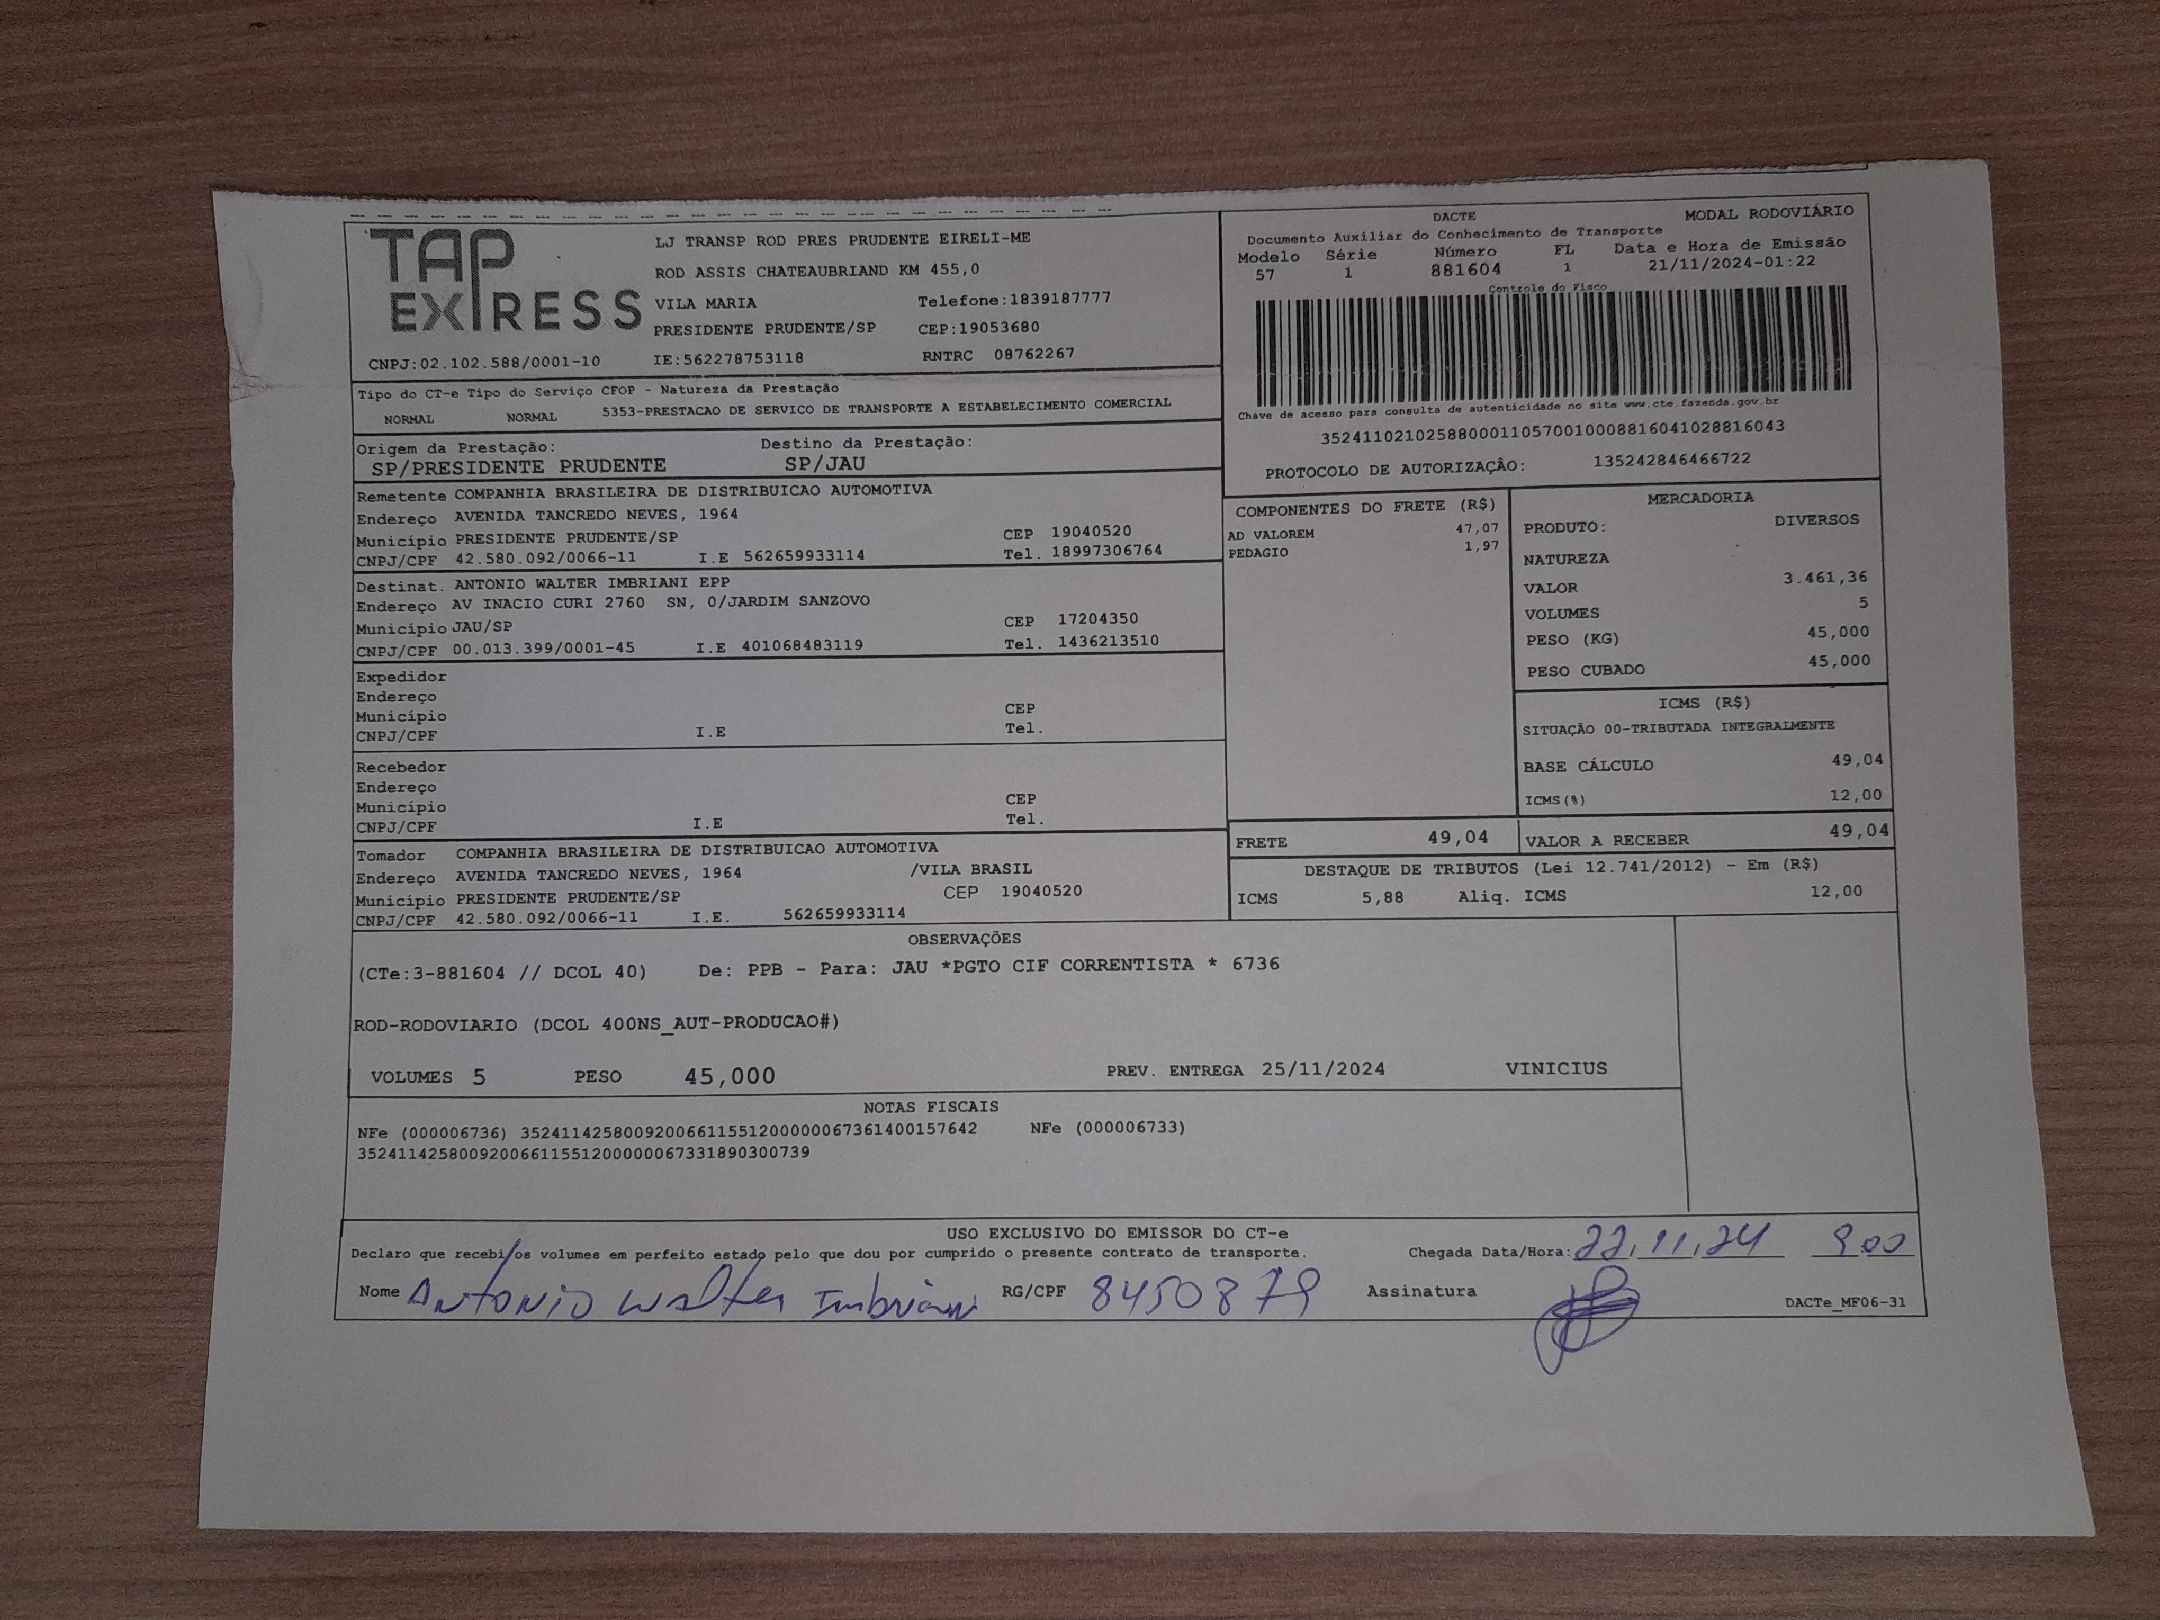 TAP EXPRESS
LJ TRANSP ROD PRES PRUDENTE EIRELI-ME
ROD ASSIS CHATEAUBRIAND KM 455,0
VILA MARIA Telefone:1839187777
PRESIDENTE PRUDENTE/SP CEP:19053680
CNPJ:02.102.588/0001-10 IE:562278753118 RNTRC 08762267
DACTE MODAL RODOVIÁRIO
Documento Auxiliar do Conhecimento de Transporte
Modelo Série Número FL Data e Hora de Emissão
57 1 881604 1 21/11/2024-01:22
Controle do Fisco
Chave de acesso para consulta de autenticidade no site www.cte.fazenda.gov.br
35241102102588000110570010008816041028816043
PROTOCOLO DE AUTORIZAÇÃO: 135242846466722
Tipo do CT-e Tipo do Serviço CFOP - Natureza da Prestação
NORMAL NORMAL 5353-PRESTACAO DE SERVICO DE TRANSPORTE A ESTABELECIMENTO COMERCIAL
Origem da Prestação: Destino da Prestação:
SP/PRESIDENTE PRUDENTE SP/JAU
Remetente COMPANHIA BRASILEIRA DE DISTRIBUICAO AUTOMOTIVA
Endereço AVENIDA TANCREDO NEVES, 1964
Município PRESIDENTE PRUDENTE/SP CEP 19040520
CNPJ/CPF 42.580.092/0066-11 I.E 562659933114 Tel. 18997306764
Destinat. ANTONIO WALTER IMBRIANI EPP
Endereço AV INACIO CURI 2760 SN, 0/JARDIM SANZOVO
Município JAU/SP CEP 17204350
CNPJ/CPF 00.013.399/0001-45 I.E 401068483119 Tel. 1436213510
Expedidor
Endereço
Município CEP
CNPJ/CPF I.E Tel.
Recebedor
Endereço
Município CEP
CNPJ/CPF I.E Tel.
Tomador COMPANHIA BRASILEIRA DE DISTRIBUICAO AUTOMOTIVA
Endereço AVENIDA TANCREDO NEVES, 1964 /VILA BRASIL
Município PRESIDENTE PRUDENTE/SP CEP 19040520
CNPJ/CPF 42.580.092/0066-11 I.E. 562659933114
COMPONENTES DO FRETE (R$)
AD VALOREM 47,07
PEDAGIO 1,97
MERCADORIA
PRODUTO: DIVERSOS
NATUREZA
VALOR 3.461,36
VOLUMES 5
PESO (KG) 45,000
PESO CUBADO 45,000
ICMS (R$)
SITUAÇÃO 00-TRIBUTADA INTEGRALMENTE
BASE CÁLCULO 49,04
ICMS(%) 12,00
FRETE 49,04 VALOR A RECEBER 49,04
DESTAQUE DE TRIBUTOS (Lei 12.741/2012) - Em (R$)
ICMS 5,88 Aliq. ICMS 12,00
OBSERVAÇÕES
(CTe:3-881604 // DCOL 40) De: PPB - Para: JAU *PGTO CIF CORRENTISTA * 6736
ROD-RODOVIARIO (DCOL 400NS_AUT-PRODUCAO#)
VOLUMES 5 PESO 45,000 PREV. ENTREGA 25/11/2024 VINICIUS
NOTAS FISCAIS
NFe (000006736) 35241142580092006611551200000067361400157642 NFe (000006733)
35241142580092006611551200000067331890300739
USO EXCLUSIVO DO EMISSOR DO CT-e
Declaro que recebi os volumes em perfeito estado pelo que dou por cumprido o presente contrato de transporte. Chegada Data/Hora: 22.11.24 9.00
Nome Antonio Walter Imbriani RG/CPF 8450879 Assinatura
DACTe_MF06-31